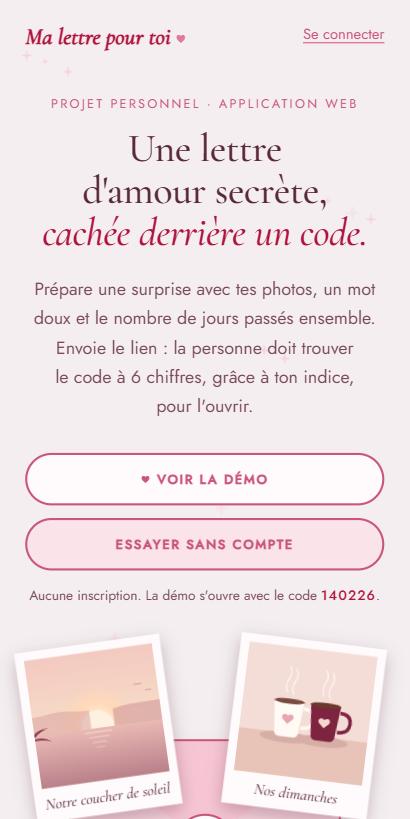 Ma lettre pour toi
Se connecter
PROJET PERSONNEL · APPLICATION WEB
Une lettre
d'amour secrète,
cachée derrière un code.
Prépare une surprise avec tes photos, un mot
doux et le nombre de jours passés ensemble.
Envoie le lien : la personne doit trouver
le code à 6 chiffres, grâce à ton indice,
pour l'ouvrir.
VOIR LA DÉMO
ESSAYER SANS COMPTE
Aucune inscription. La démo s'ouvre avec le code 140226.
Notre coucher de soleil
Nos dimanches